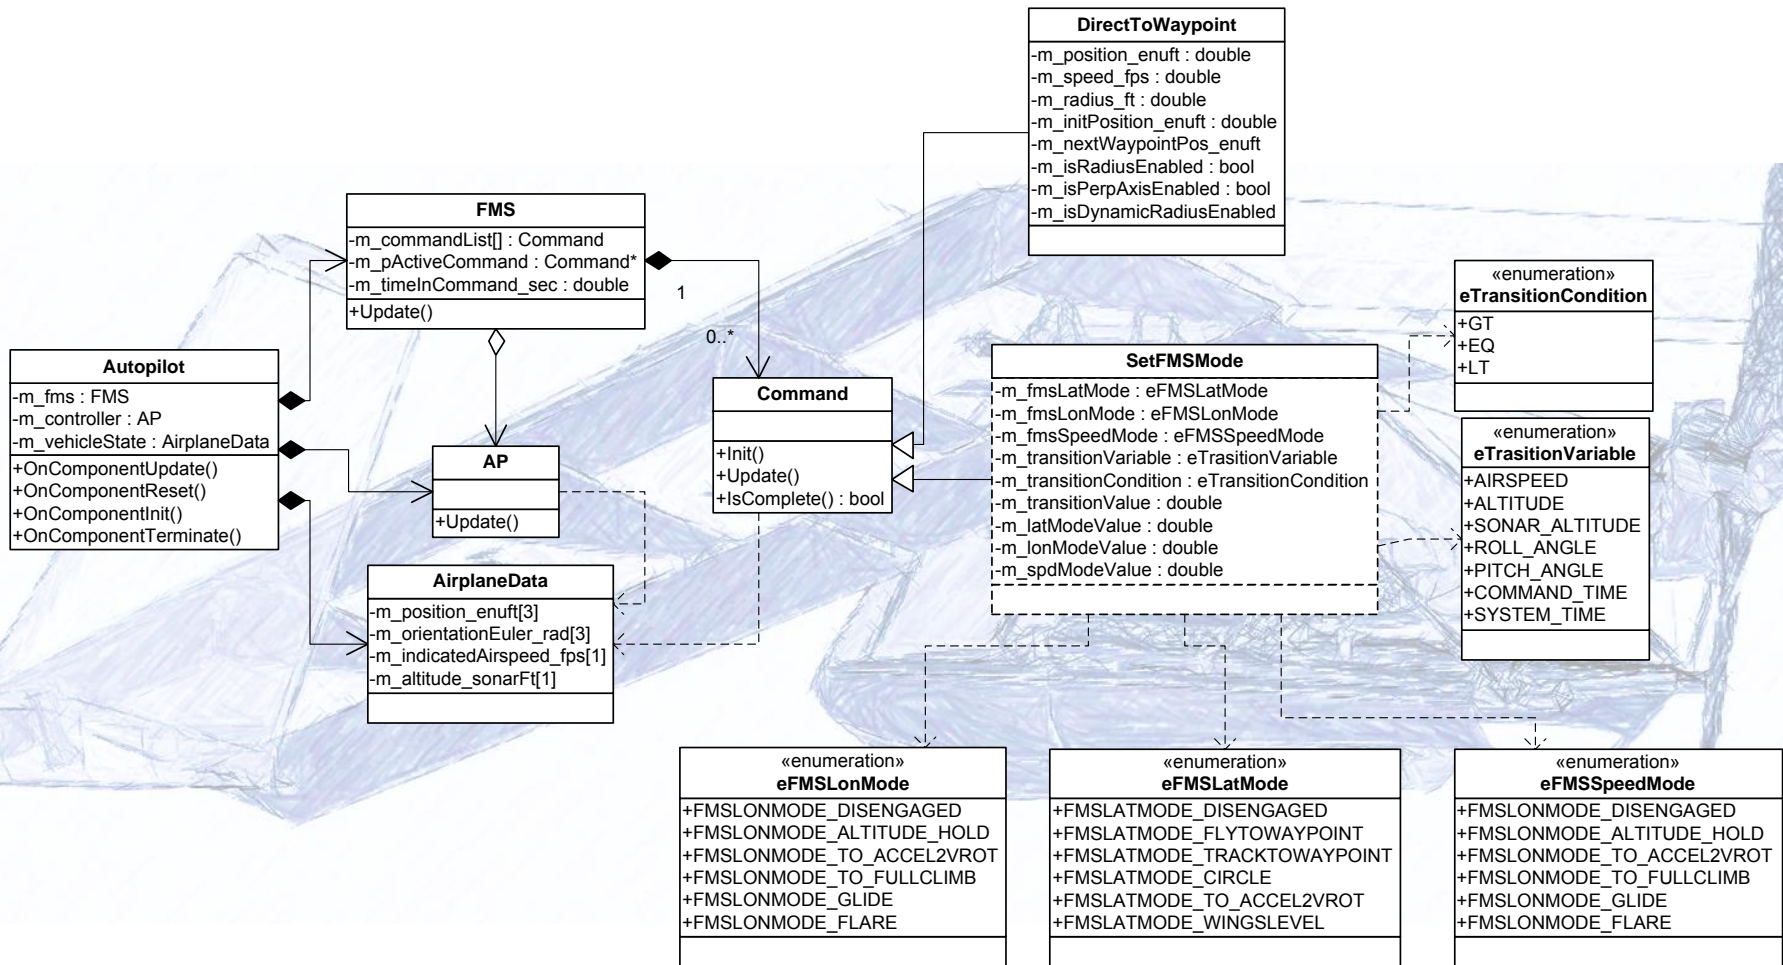 DirectToWaypoint
-m_position_enuft : double
-m_speed_fps : double
-m_radius_ft : double
-m_initPosition_enuft : double
-m_nextWaypointPos_enuft
-m_isRadiusEnabled : bool
-m_isPerpAxisEnabled : bool
-m_isDynamicRadiusEnabled
FMS
-m_commandList[] : Command
-m_pActiveCommand : Command*
-m_timeInCommand_sec : double
+Update()
1
0..*
«enumeration»
eTransitionCondition
+GT
+EQ
+LT
Autopilot
-m_fms : FMS
-m_controller : AP
-m_vehicleState : AirplaneData
+OnComponentUpdate()
+OnComponentReset()
+OnComponentInit()
+OnComponentTerminate()
AP
+Update()
Command
+Init()
+Update()
+IsComplete() : bool
SetFMSMode
-m_fmsLatMode : eFMSLatMode
-m_fmsLonMode : eFMSLonMode
-m_fmsSpeedMode : eFMSSpeedMode
-m_transitionVariable : eTrasitionVariable
-m_transitionCondition : eTransitionCondition
-m_transitionValue : double
-m_latModeValue : double
-m_lonModeValue : double
-m_spdModeValue : double
«enumeration»
eTrasitionVariable
+AIRSPEED
+ALTITUDE
+SONAR_ALTITUDE
+ROLL_ANGLE
+PITCH_ANGLE
+COMMAND_TIME
+SYSTEM_TIME
AirplaneData
-m_position_enuft[3]
-m_orientationEuler_rad[3]
-m_indicatedAirspeed_fps[1]
-m_altitude_sonarFt[1]
«enumeration»
eFMSLonMode
+FMSLONMODE_DISENGAGED
+FMSLONMODE_ALTITUDE_HOLD
+FMSLONMODE_TO_ACCEL2VROT
+FMSLONMODE_TO_FULLCLIMB
+FMSLONMODE_GLIDE
+FMSLONMODE_FLARE
«enumeration»
eFMSLatMode
+FMSLATMODE_DISENGAGED
+FMSLATMODE_FLYTOWAYPOINT
+FMSLATMODE_TRACKTOWAYPOINT
+FMSLATMODE_CIRCLE
+FMSLATMODE_TO_ACCEL2VROT
+FMSLATMODE_WINGSLEVEL
«enumeration»
eFMSSpeedMode
+FMSLONMODE_DISENGAGED
+FMSLONMODE_ALTITUDE_HOLD
+FMSLONMODE_TO_ACCEL2VROT
+FMSLONMODE_TO_FULLCLIMB
+FMSLONMODE_GLIDE
+FMSLONMODE_FLARE